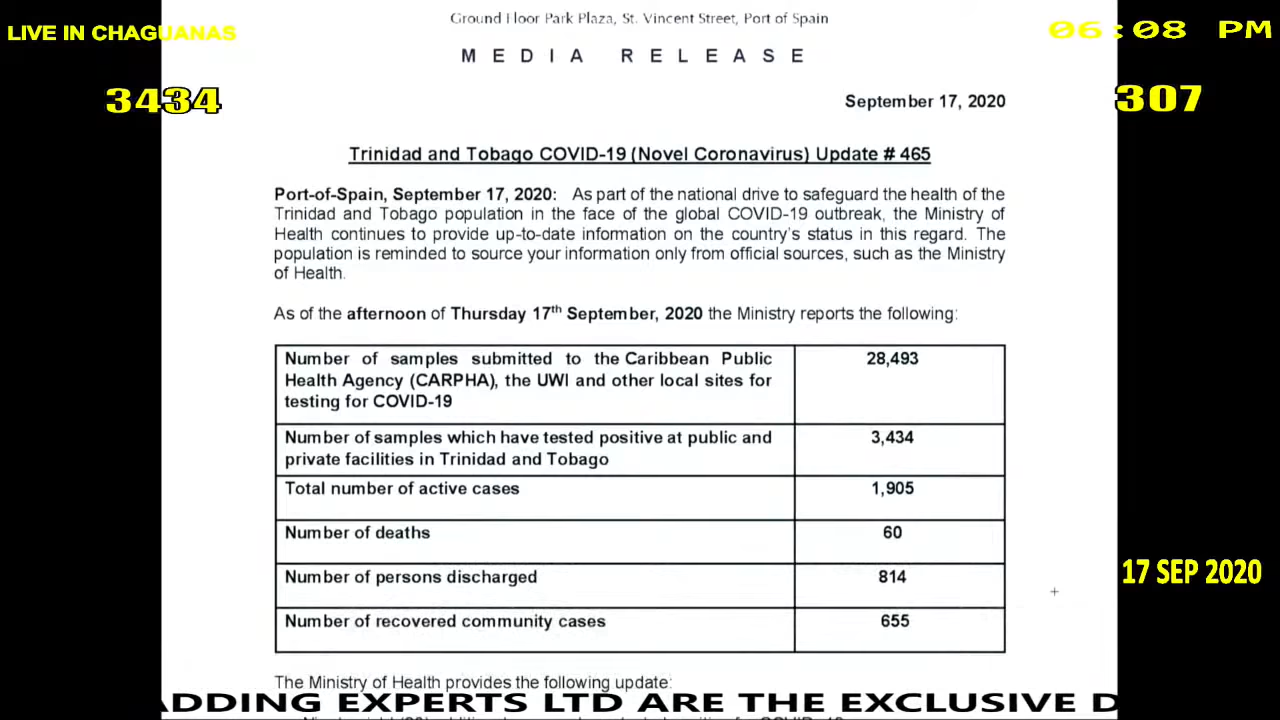 Ground Floor Park Plaza, St. Vincent Street, Port of Spain
LIVE IN CHAGUANAS
06:08 PM
MEDIA RELEASE
3434
307
September 17, 2020
Trinidad and Tobago COVID-19 (Novel Coronavirus) Update # 465
Port-of-Spain, September 17, 2020: As part of the national drive to safeguard the health of the
Trinidad and Tobago population in the face of the global COVID-19 outbreak, the Ministry of
Health continues to provide up-to-date information on the country's status in this regard. The
population is reminded to source your information only from official sources, such as the Ministry
of Health.
As of the afternoon of Thursday 17th September, 2020 the Ministry reports the following:
Number of samples submitted to the Caribbean Public
Health Agency (CARPHA), the UWI and other local sites for
testing for COVID-19
28,493
Number of samples which have tested positive at public and
private facilities in Trinidad and Tobago
3,434
Total number of active cases
1,905
Number of deaths
60
Number of persons discharged
814
Number of recovered community cases
655
17 SEP 2020
The Ministry of Health provides the following update:
ADDING EXPERTS LTD ARE THE EXCLUSIVE D